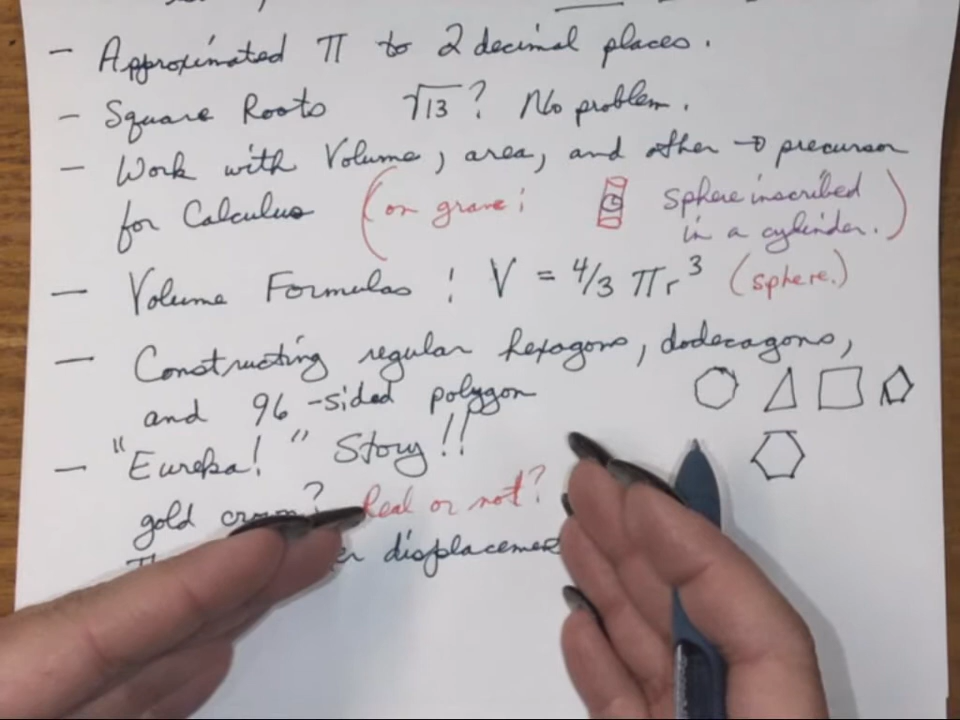 - Approximated π to 2 decimal places.
- Square Roots √13 ? No problem.
- Work with Volume, area, and other → precursor
for Calculus (on grave: sphere inscribed
in a cylinder.)
- Volume Formulas ! V = 4/3 πr³ (sphere.)
- Constructing regular hexagons, dodecagons,
and 96-sided polygon
- "Eureka!" Story!!
gold crown? Real or not?
displacement